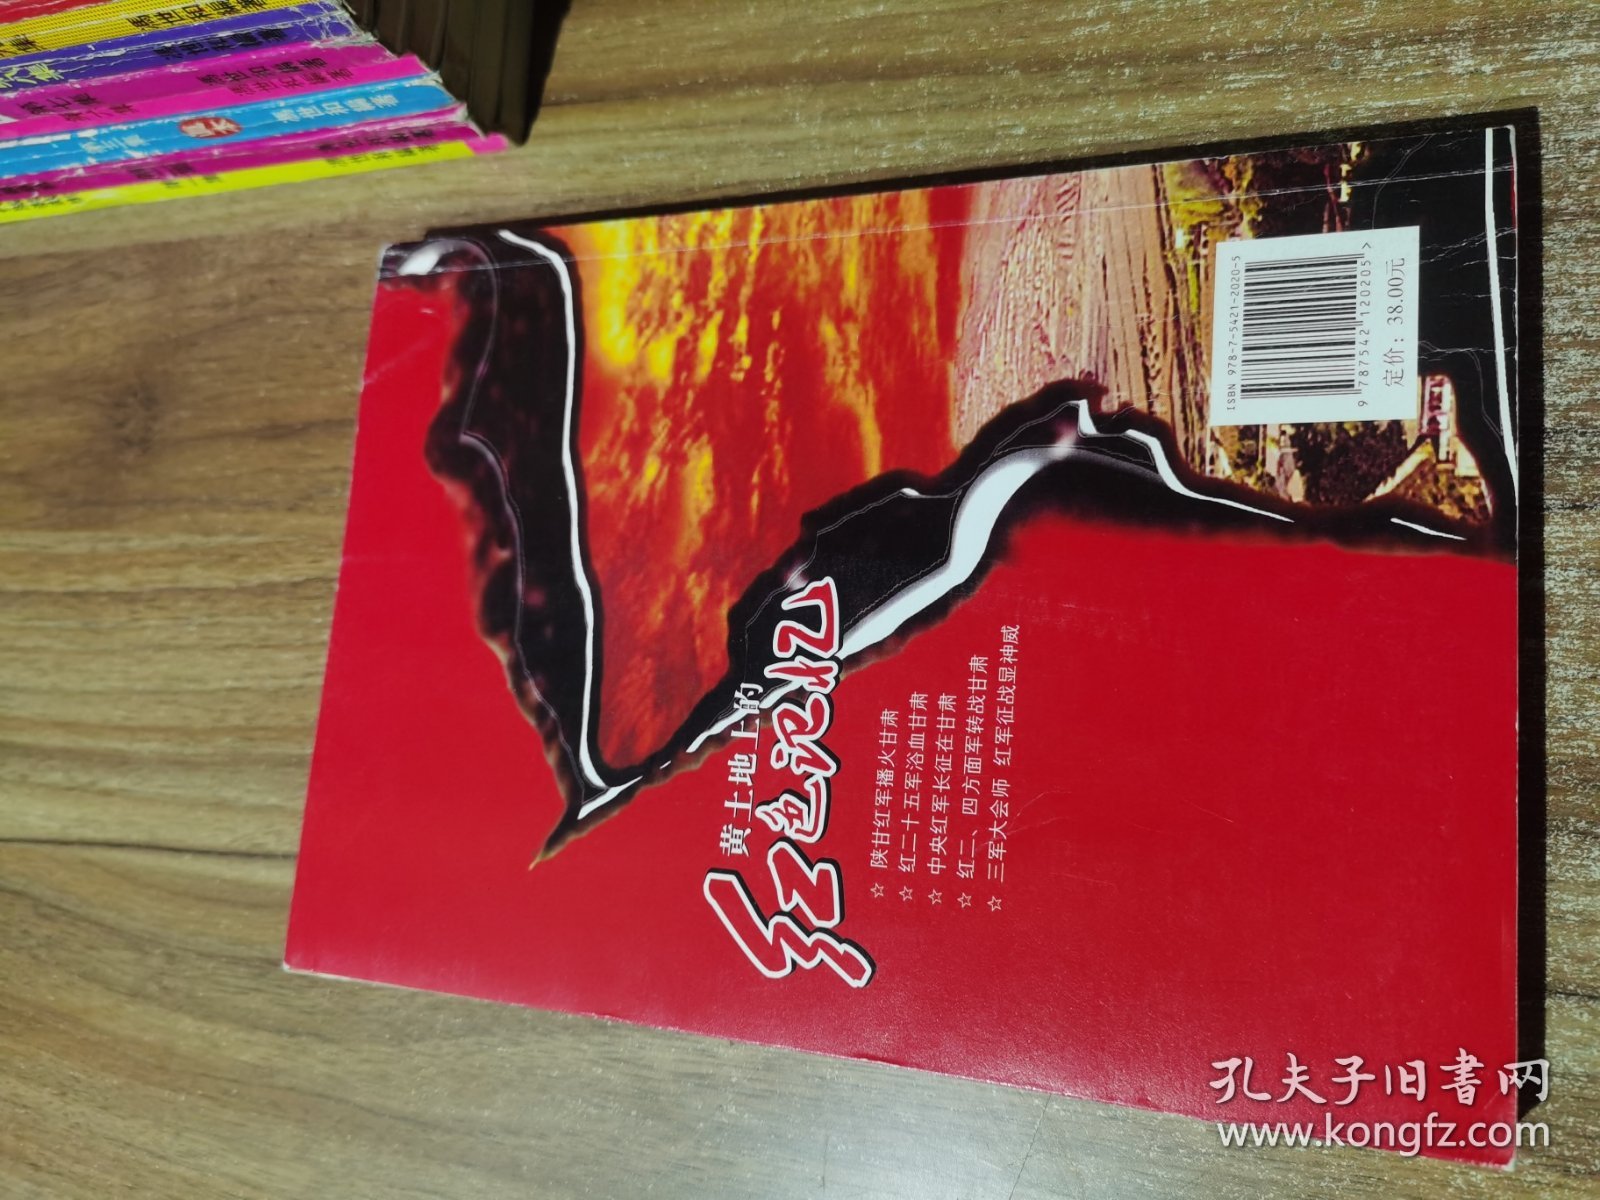 黄土地上的
红色记忆
☆ 陕甘红军播火甘肃
☆ 红二十五军浴血甘肃
☆ 中央红军长征在甘肃
☆ 红二、四方面军转战甘肃
☆ 三军大会师 红军征战显神威
ISBN 978-7-5421-2020-5
9 787542 120205 >
定价：38.00元
孔夫子旧书网
www.kongfz.com